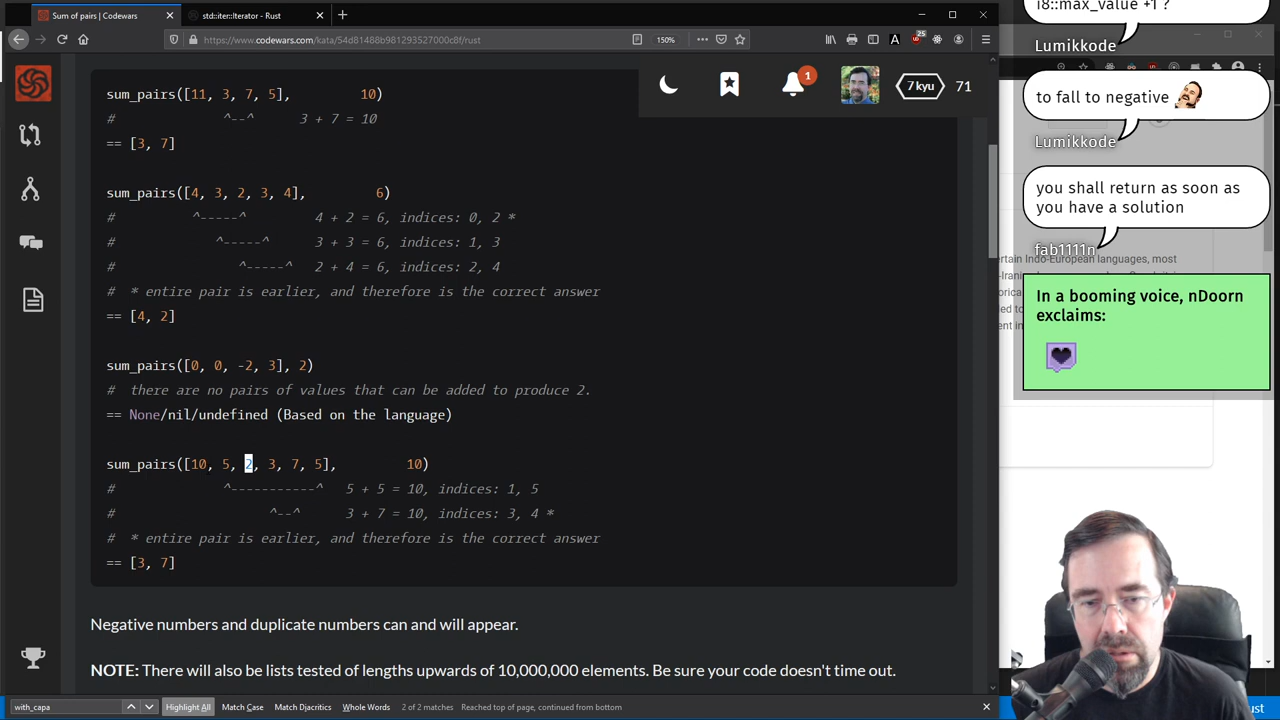 Sum of pairs | Codewars
std::iter::Iterator - Rust
https://www.codewars.com/kata/54d81488b981293527000c8f/rust
150%
25
1
7 kyu
71
sum_pairs([11, 3, 7, 5],            10)
#                 ^--^        3 + 7 = 10
== [3, 7]
sum_pairs([4, 3, 2, 3, 4],            6)
#            ^-----^            4 + 2 = 6, indices: 0, 2 *
#                ^-----^        3 + 3 = 6, indices: 1, 3
#                    ^-----^    2 + 4 = 6, indices: 2, 4
#  * entire pair is earlier, and therefore is the correct answer
== [4, 2]
sum_pairs([0, 0, -2, 3], 2)
#  there are no pairs of values that can be added to produce 2.
== None/nil/undefined (Based on the language)
sum_pairs([10, 5, 2, 3, 7, 5],            10)
#                 ^-----------^    5 + 5 = 10, indices: 1, 5
#                         ^--^        3 + 7 = 10, indices: 3, 4 *
#  * entire pair is earlier, and therefore is the correct answer
== [3, 7]
Negative numbers and duplicate numbers can and will appear.
NOTE: There will also be lists tested of lengths upwards of 10,000,000 elements. Be sure your code doesn't time out.
with_capa
Highlight All
Match Case
Match Diacritics
Whole Words
2 of 2 matches
Reached top of page, continued from bottom
i8::max_value +1 ?
Lumikkode
to fall to negative
Lumikkode
you shall return as soon as
you have a solution
fab1111n
ertain Indo-European languages, most
In a booming voice, nDoorn
exclaims: